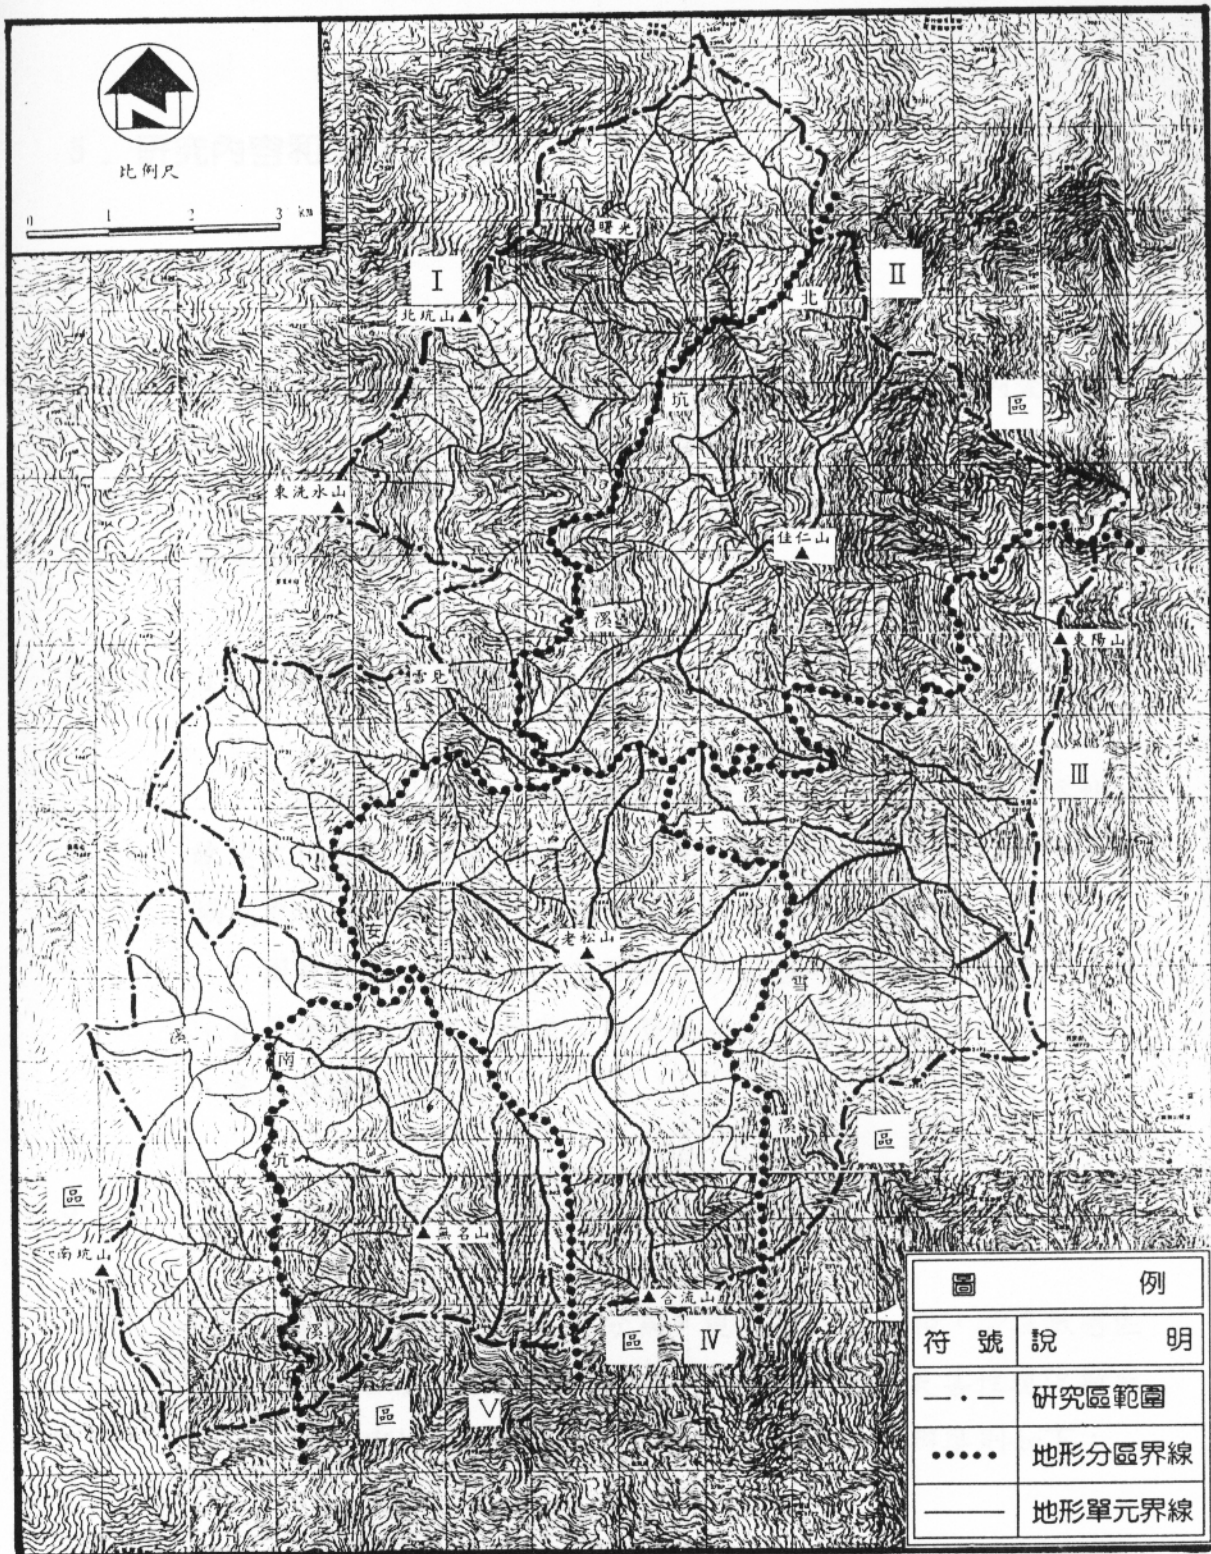 N
比例尺
0 1 2 3 KM
曙光
I
II
北坑山
北
坑
區
東洗水山
佳仁山
溪
東陽山
雪見
III
溪
大
安
老松山
雪
溪
南
坑
溪
區
區
無名山
南坑山
合流山
溪
區 IV
區 V
圖 例
符號 說明
研究區範圍
地形分區界線
地形單元界線